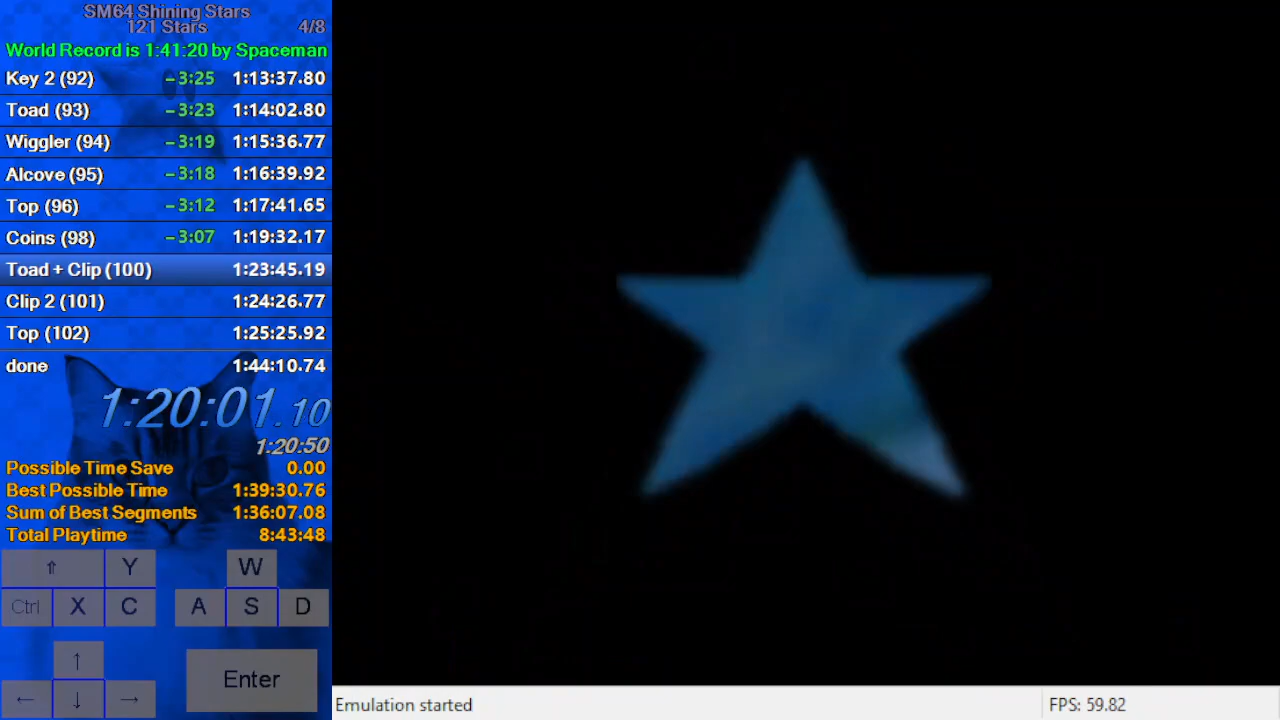 SM64 Shining Stars
121 Stars 4/8
World Record is 1:41:20 by Spaceman
Key 2 (92) −3:25 1:13:37.80
Toad (93) −3:23 1:14:02.80
Wiggler (94) −3:19 1:15:36.77
Alcove (95) −3:18 1:16:39.92
Top (96) −3:12 1:17:41.65
Coins (98) −3:07 1:19:32.17
Toad + Clip (100) 1:23:45.19
Clip 2 (101) 1:24:26.77
Top (102) 1:25:25.92
done 1:44:10.74
1:20:01.10
1:20:50
Possible Time Save 0.00
Best Possible Time 1:39:30.76
Sum of Best Segments 1:36:07.08
Total Playtime 8:43:48
⇑ Y W
Ctrl X C A S D
↑
← ↓ → Enter
Emulation started FPS: 59.82